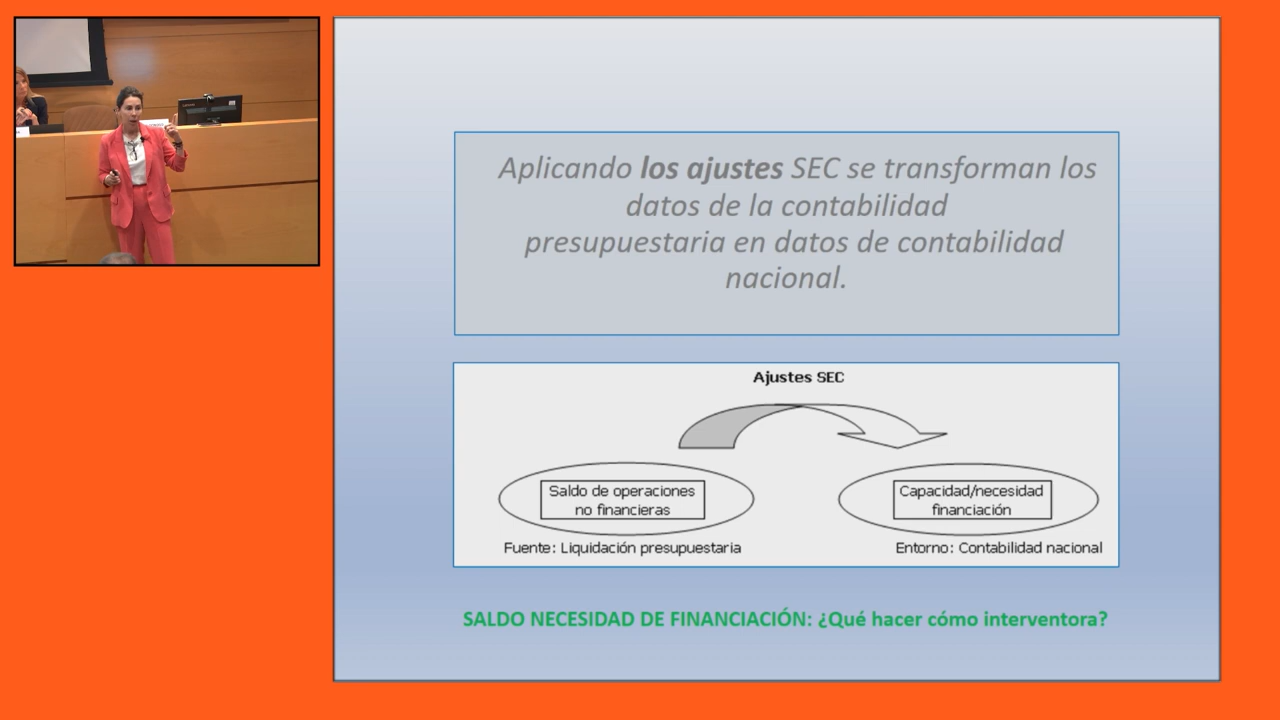 Aplicando los ajustes SEC se transforman los
datos de la contabilidad
presupuestaria en datos de contabilidad
nacional.
Ajustes SEC
Saldo de operaciones
no financieras
Capacidad/necesidad
financiación
Fuente: Liquidación presupuestaria
Entorno: Contabilidad nacional
SALDO NECESIDAD DE FINANCIACIÓN: ¿Qué hacer cómo interventora?